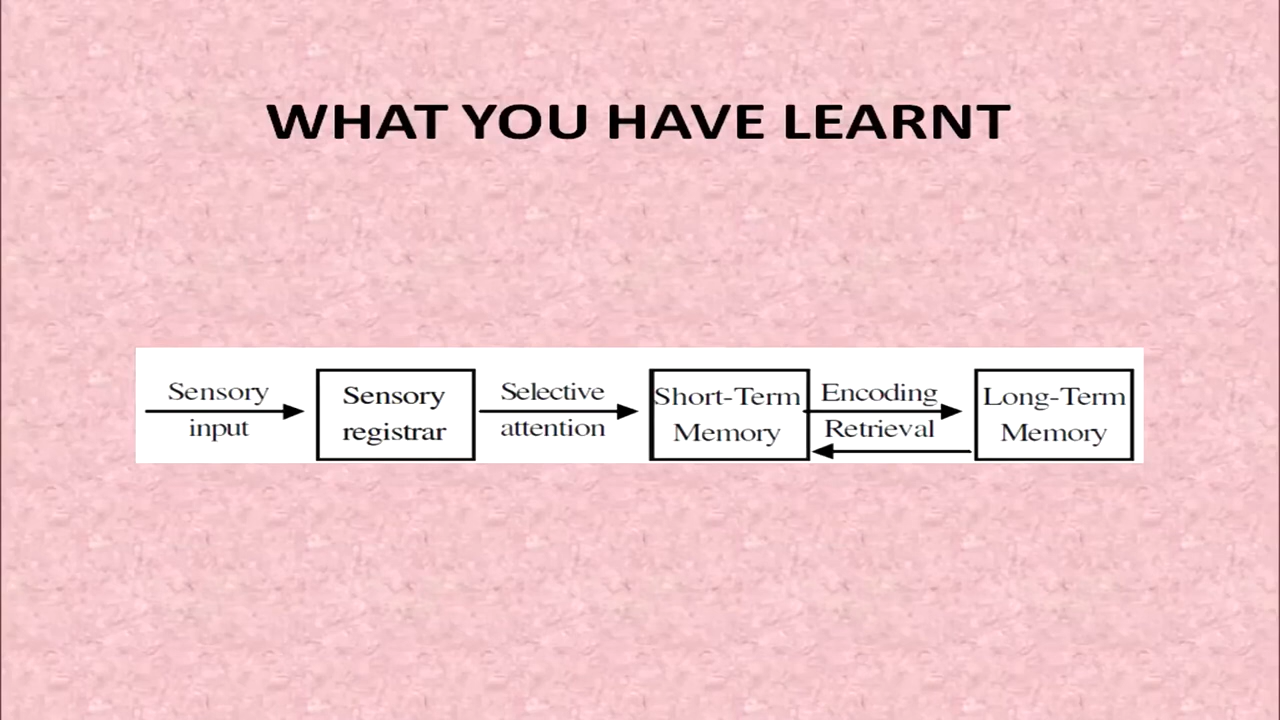 WHAT YOU HAVE LEARNT
Sensory
input
Sensory
registrar
Selective
attention
Short-Term
Memory
Encoding
Retrieval
Long-Term
Memory